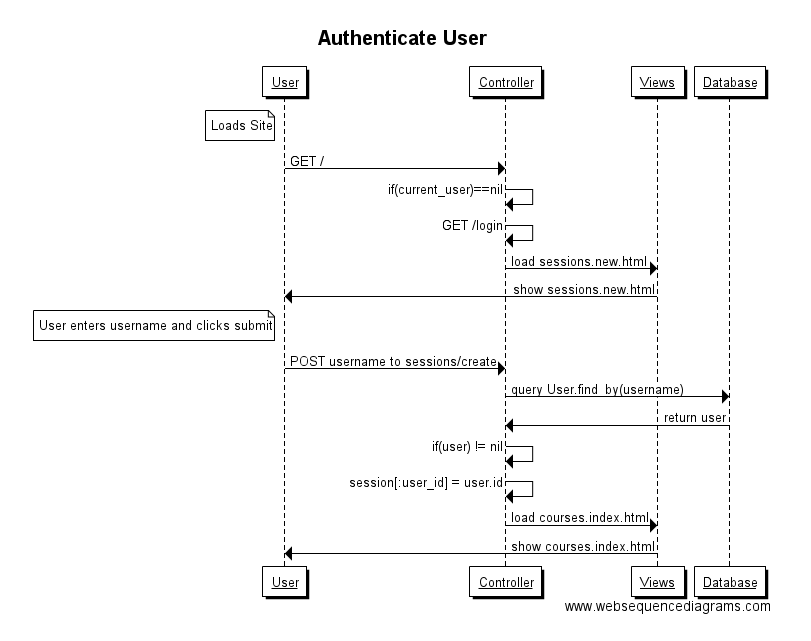 Authenticate User
User
Controller
Views
Database
Loads Site
GET /
if(current_user)==nil
GET /login
load sessions.new.html
show sessions.new.html
User enters username and clicks submit
POST username to sessions/create
query User.find_by(username)
return user
if(user) != nil
session[:user_id] = user.id
load courses.index.html
show courses.index.html
User
Controller
Views
Database
www.websequencediagrams.com